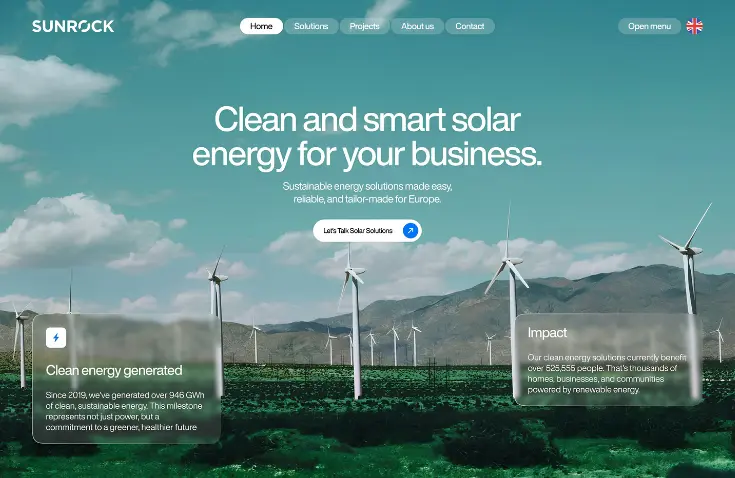 SUNROCK
Home
Solutions
Projects
About us
Contact
Open menu
Clean and smart solar
energy for your business.
Sustainable energy solutions made easy,
reliable, and tailor-made for Europe.
Let's Talk Solar Solutions
Clean energy generated
Since 2019, we've generated over 946 GWh
of clean, sustainable energy. This milestone
represents not just power, but a
commitment to a greener, healthier future
Impact
Our clean energy solutions currently benefit
over 525,555 people. That's thousands of
homes, businesses, and communities
powered by renewable energy.